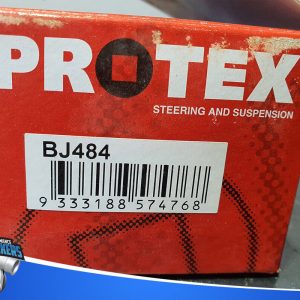 PROTEX
STEERING AND SUSPENSION
BJ484
9 333188 574768